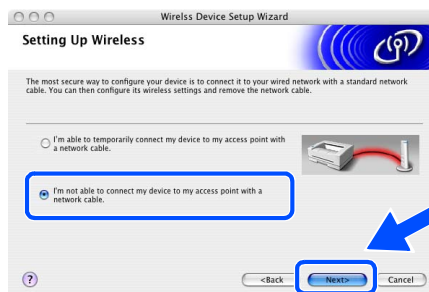 Wirelss Device Setup Wizard
Setting Up Wireless
The most secure way to configure your device is to connect it to your wired network with a standard network
cable. You can then configure its wireless settings and remove the network cable.
I'm able to temporarily connect my device to my access point with
a network cable.
I'm not able to connect my device to my access point with a
network cable.
? <Back Next> Cancel